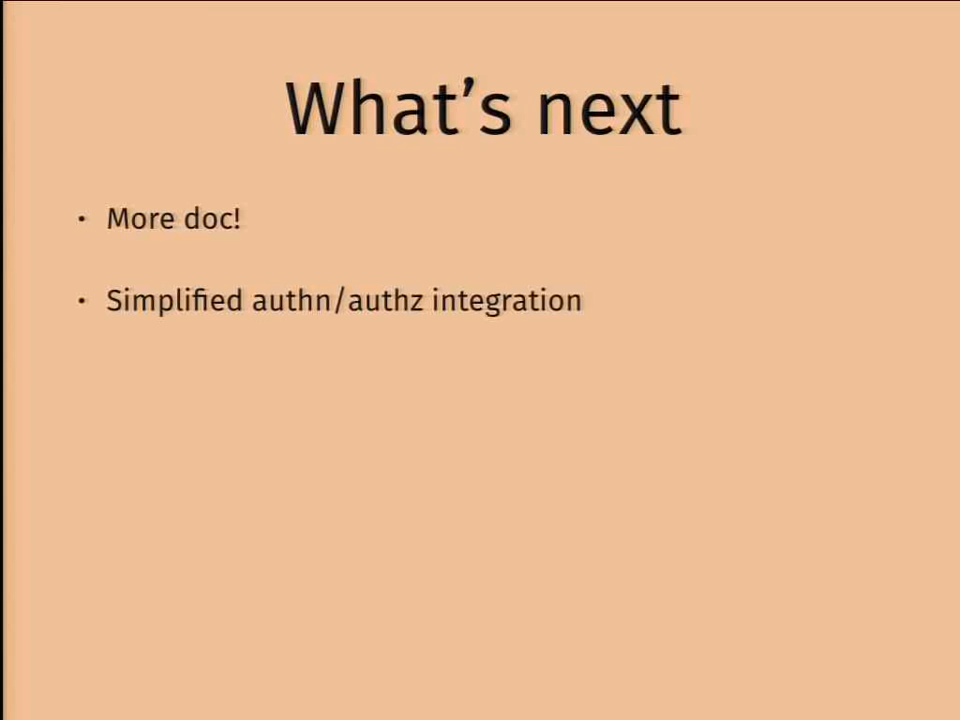 What’s next
• More doc!
• Simplified authn/authz integration